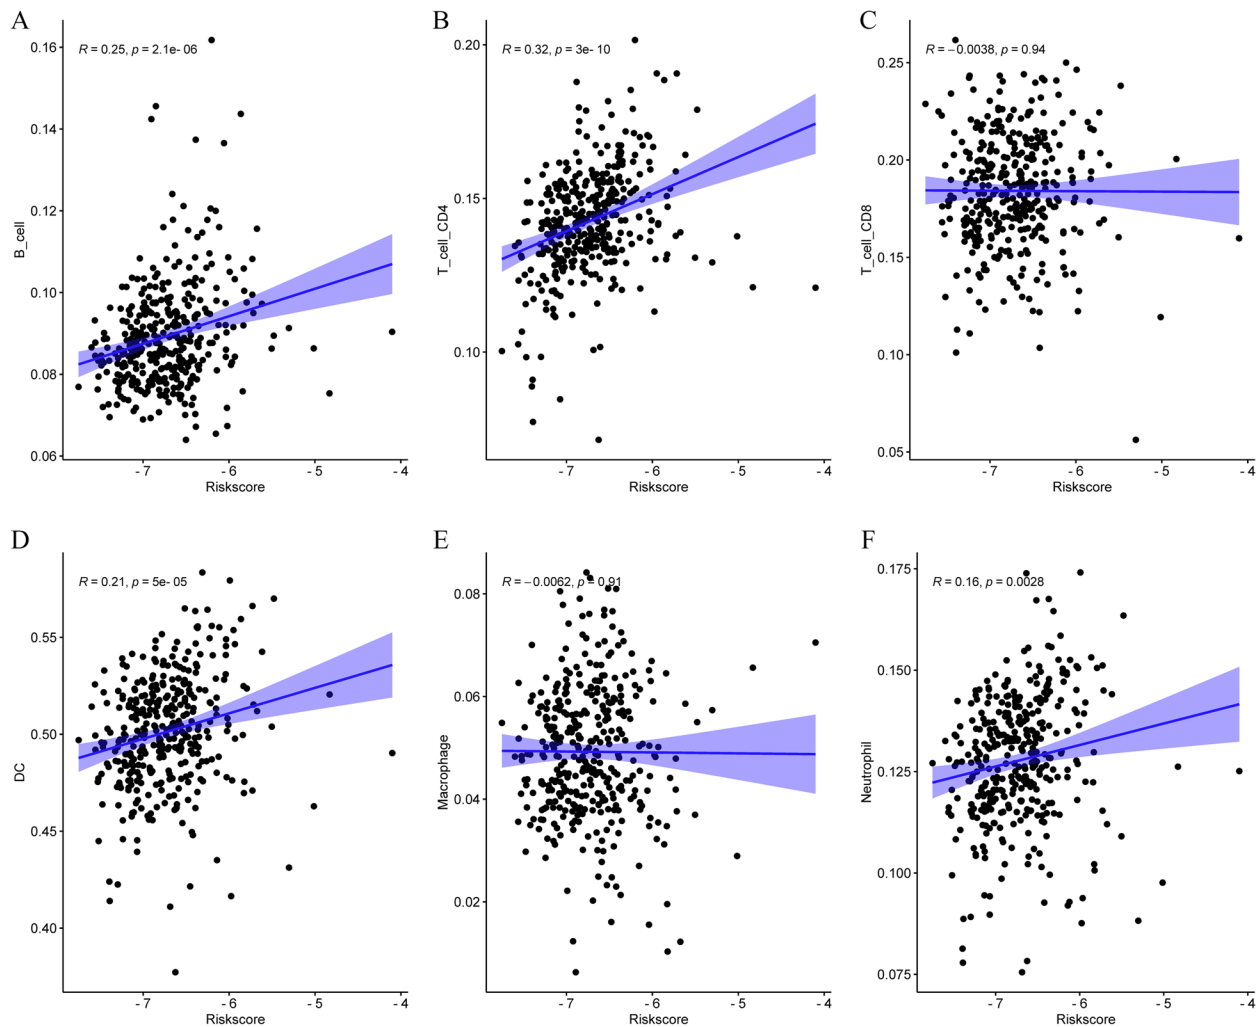 A
R = 0.25, p = 2.1e- 06
0.16
0.14
0.12
0.10
0.08
0.06
B_cell
- 7
- 6
- 5
- 4
Riskscore
B
R = 0.32, p = 3e- 10
0.20
0.15
0.10
T_cell_CD4
- 7
- 6
- 5
- 4
Riskscore
C
R = −0.0038, p = 0.94
0.25
0.20
0.15
0.10
0.05
T_cell_CD8
- 7
- 6
- 5
- 4
Riskscore
D
R = 0.21, p = 5e- 05
0.55
0.50
0.45
0.40
DC
- 7
- 6
- 5
- 4
Riskscore
E
R = −0.0062, p = 0.91
0.08
0.06
0.04
0.02
Macrophage
- 7
- 6
- 5
- 4
Riskscore
F
R = 0.16, p = 0.0028
0.175
0.150
0.125
0.100
0.075
Neutrophil
- 7
- 6
- 5
- 4
Riskscore